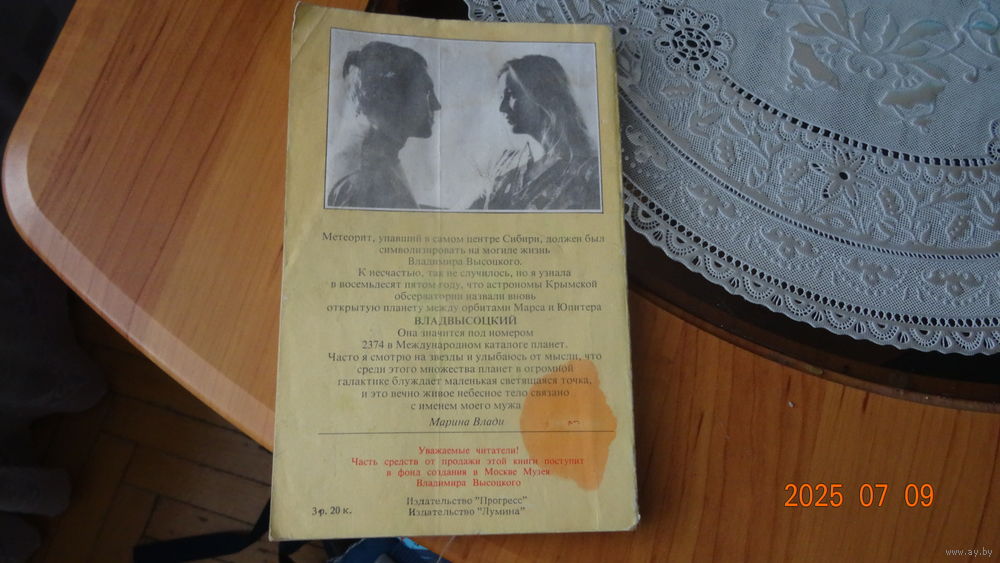 Метеорит, упавший в самом центре Сибири, должен был
символизировать на могиле жизнь
Владимира Высоцкого.
К несчастью, так не случилось, но я узнала
в восемьдесят пятом году, что астрономы Крымской
обсерватории назвали вновь
открытую планету между орбитами Марса и Юпитера
ВЛАДВЫСОЦКИЙ
Она значится под номером
2374 в Международном каталоге планет.
Часто я смотрю на звезды и улыбаюсь от мысли, что
среди этого множества планет в огромной
галактике блуждает маленькая светящаяся точка,
и это вечно живое небесное тело связано
с именем моего мужа
Марина Влади
Уважаемые читатели!
Часть средств от продажи этой книги поступит
в фонд создания в Москве Музея
Владимира Высоцкого
Издательство "Прогресс"
3 р. 20 к.
Издательство "Лумина"
2025 07 09
www.ay.by